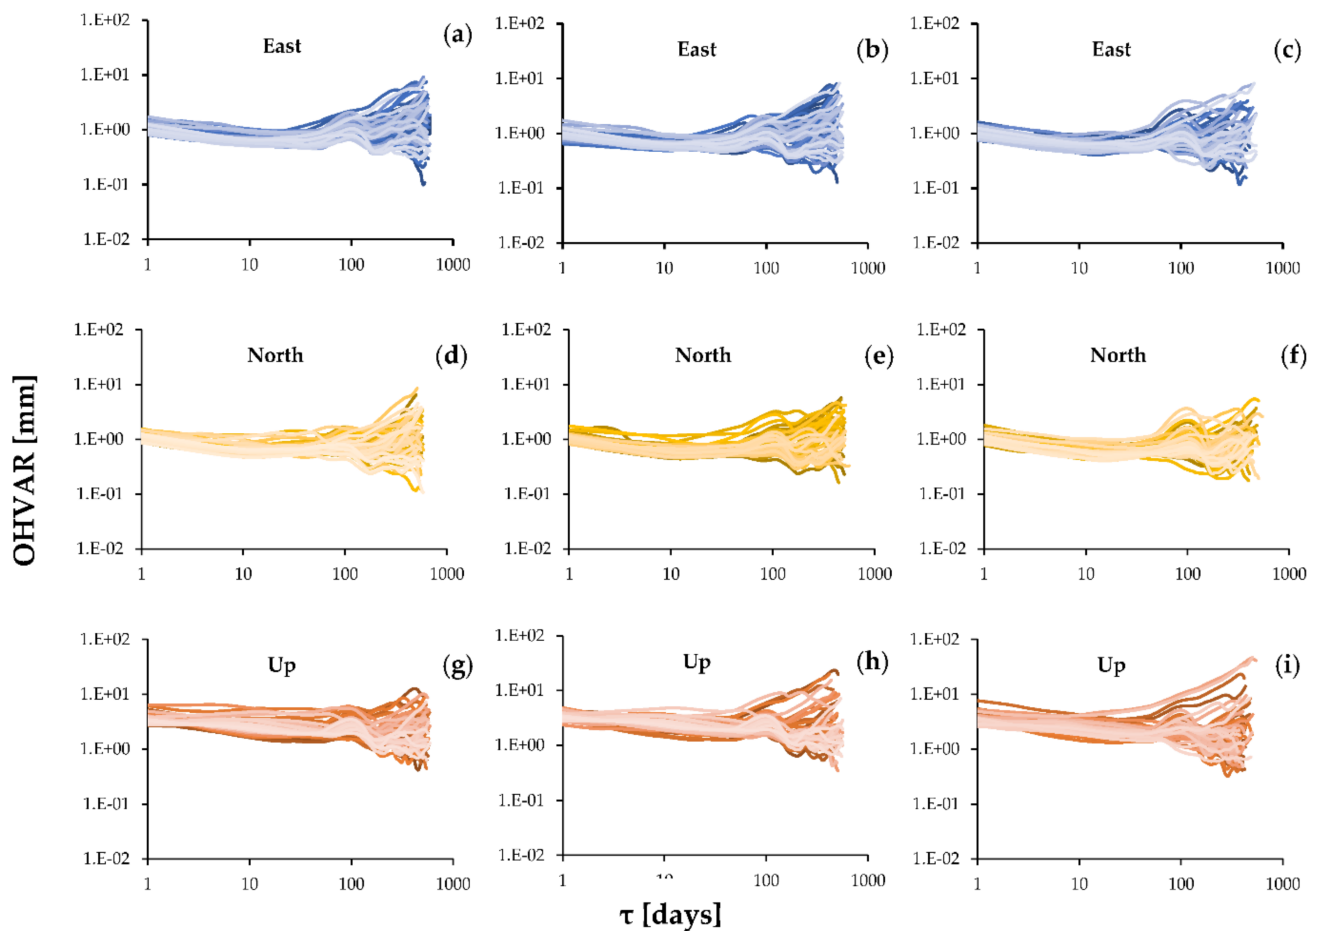 (a) (b) (c)
East East East
1.E+02 1.E+02 1.E+02
1.E+01 1.E+01 1.E+01
1.E+00 1.E+00 1.E+00
1.E-01 1.E-01 1.E-01
1.E-02 1.E-02 1.E-02
1 10 100 1000 1 10 100 1000 1 10 100 1000
(d) (e) (f)
North North North
1.E+02 1.E+02 1.E+02
1.E+01 1.E+01 1.E+01
1.E+00 1.E+00 1.E+00
1.E-01 1.E-01 1.E-01
1.E-02 1.E-02 1.E-02
1 10 100 1000 1 10 100 1000 1 10 100 1000
OHVAR [mm]
(g) (h) (i)
Up Up Up
1.E+02 1.E+02 1.E+02
1.E+01 1.E+01 1.E+01
1.E+00 1.E+00 1.E+00
1.E-01 1.E-01 1.E-01
1.E-02 1.E-02 1.E-02
1 10 100 1000 1 100 1000 1 10 100 1000
τ [days]